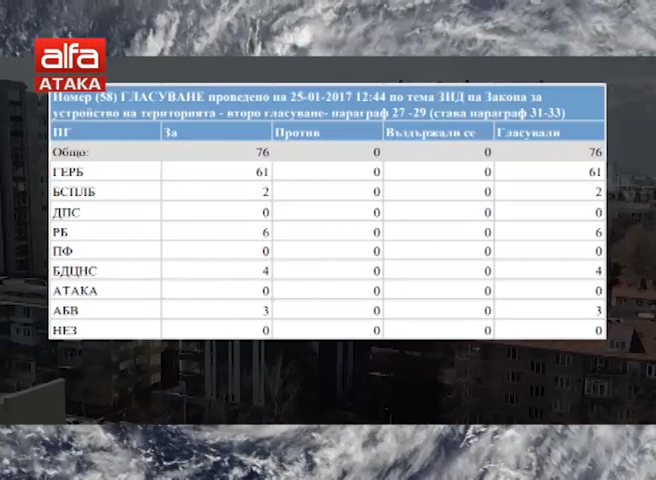 alfa
АТАКА
Номер (58) ГЛАСУВАНЕ проведено на 25-01-2017 12:44 по тема ЗИД на Закона за
устройство на територията - второ гласуване- параграф 27 -29 (става параграф 31-33)
ПГ За Против Въздържали се Гласували
Общо: 76 0 0 76
ГЕРБ 61 0 0 61
БСПЛБ 2 0 0 2
ДПС 0 0 0 0
РБ 6 0 0 6
ПФ 0 0 0 0
БДЦНС 4 0 0 4
АТАКА 0 0 0 0
АБВ 3 0 0 3
НЕЗ 0 0 0 0